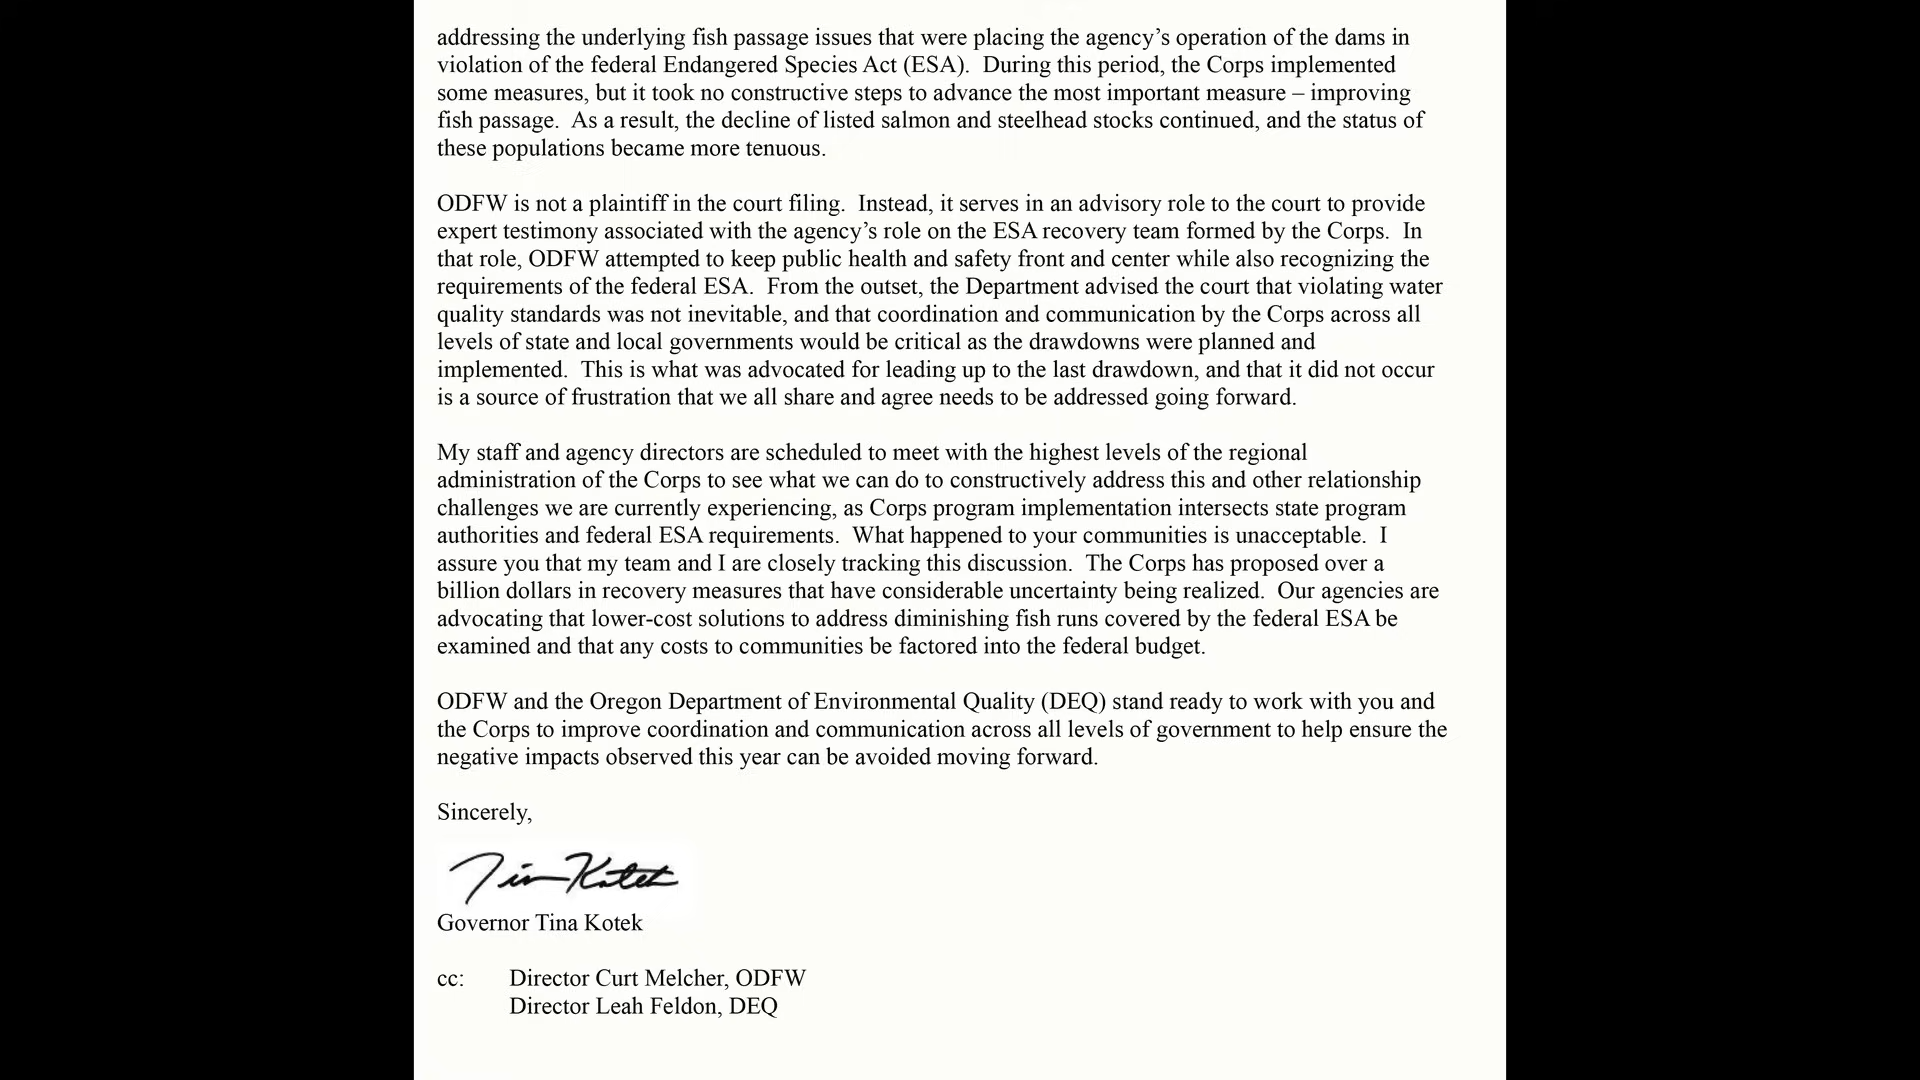 addressing the underlying fish passage issues that were placing the agency’s operation of the dams in
violation of the federal Endangered Species Act (ESA).  During this period, the Corps implemented
some measures, but it took no constructive steps to advance the most important measure – improving
fish passage.  As a result, the decline of listed salmon and steelhead stocks continued, and the status of
these populations became more tenuous.
ODFW is not a plaintiff in the court filing.  Instead, it serves in an advisory role to the court to provide
expert testimony associated with the agency’s role on the ESA recovery team formed by the Corps.  In
that role, ODFW attempted to keep public health and safety front and center while also recognizing the
requirements of the federal ESA.  From the outset, the Department advised the court that violating water
quality standards was not inevitable, and that coordination and communication by the Corps across all
levels of state and local governments would be critical as the drawdowns were planned and
implemented.  This is what was advocated for leading up to the last drawdown, and that it did not occur
is a source of frustration that we all share and agree needs to be addressed going forward.
My staff and agency directors are scheduled to meet with the highest levels of the regional
administration of the Corps to see what we can do to constructively address this and other relationship
challenges we are currently experiencing, as Corps program implementation intersects state program
authorities and federal ESA requirements.  What happened to your communities is unacceptable.  I
assure you that my team and I are closely tracking this discussion.  The Corps has proposed over a
billion dollars in recovery measures that have considerable uncertainty being realized.  Our agencies are
advocating that lower-cost solutions to address diminishing fish runs covered by the federal ESA be
examined and that any costs to communities be factored into the federal budget.
ODFW and the Oregon Department of Environmental Quality (DEQ) stand ready to work with you and
the Corps to improve coordination and communication across all levels of government to help ensure the
negative impacts observed this year can be avoided moving forward.
Sincerely,
Tina Kotek
Governor Tina Kotek
cc: Director Curt Melcher, ODFW
Director Leah Feldon, DEQ